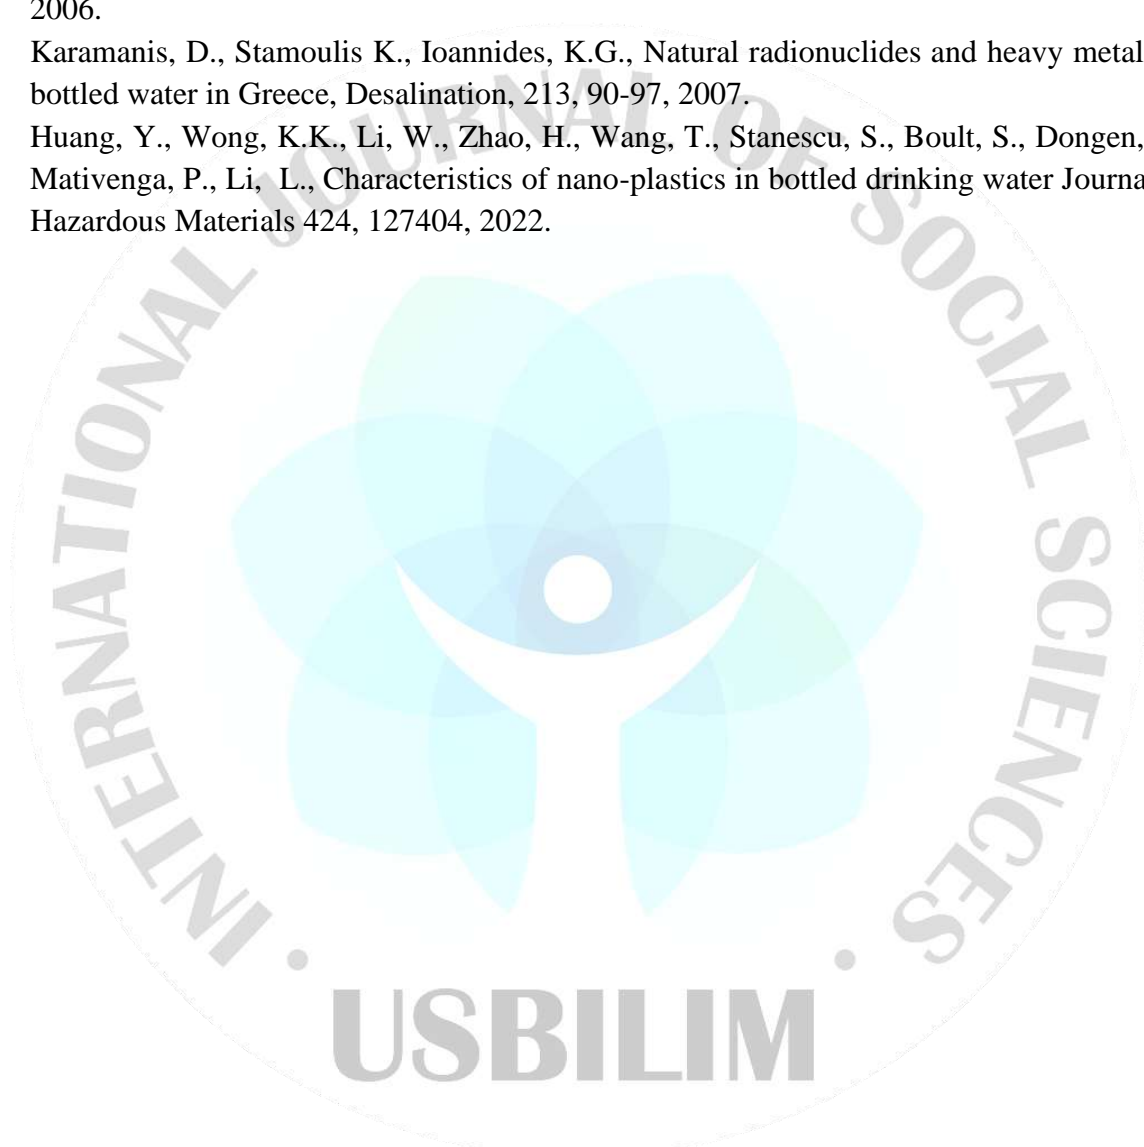 2006.
Karamanis, D., Stamoulis K., Ioannides, K.G., Natural radionuclides and heavy metal
bottled water in Greece, Desalination, 213, 90-97, 2007.
Huang, Y., Wong, K.K., Li, W., Zhao, H., Wang, T., Stanescu, S., Boult, S., Dongen,
Mativenga, P., Li, L., Characteristics of nano-plastics in bottled drinking water Journa
Hazardous Materials 424, 127404, 2022.
INTERNATIONAL JOURNAL OF SOCIAL SCIENCES
USBILIM